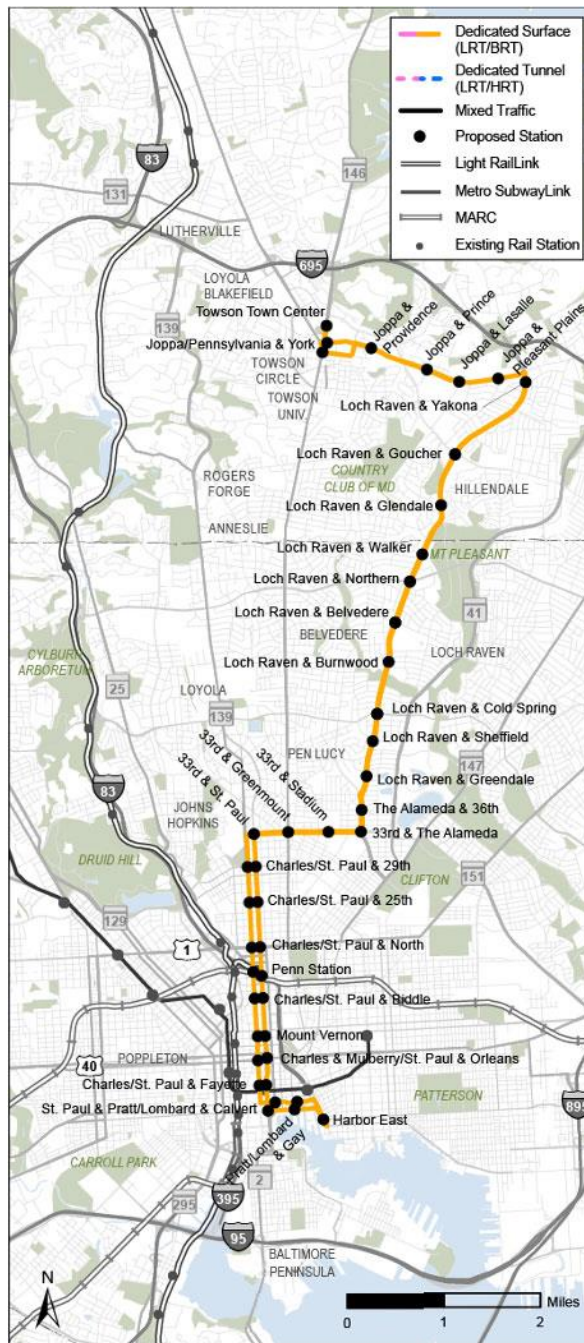 Dedicated Surface
(LRT/BRT)
Dedicated Tunnel
(LRT/HRT)
Mixed Traffic
Proposed Station
Light RailLink
Metro SubwayLink
MARC
Existing Rail Station
83
131
146
LUTHERVILLE
695
LOYOLA
BLAKEFIELD
Towson Town Center
139
Joppa/Pennsylvania & York
Joppa &
Providence
Joppa & Prince
Joppa & Lasalle
Joppa &
Pleasant Plains
TOWSON
CIRCLE
TOWSON
UNIV.
Loch Raven & Yakona
Loch Raven & Goucher
COUNTRY
CLUB OF MD
RODGERS
FORGE
HILLENDALE
Loch Raven & Glendale
ANNESLIE
Loch Raven & Walker
MT PLEASANT
Loch Raven & Northern
Loch Raven & Belvedere
41
BELVEDERE
LOCH RAVEN
CYLBURN
ARBORETUM
Loch Raven & Burnwood
25
LOYOLA
139
Loch Raven & Cold Spring
Loch Raven & Sheffield
PEN LUCY
147
83
33rd & St. Paul
33rd & Greenmount
33rd & Stadium
Loch Raven & Greendale
JOHNS
HOPKINS
The Alameda & 36th
33rd & The Alameda
DRUID HILL
Charles/St. Paul & 29th
151
CLIFTON
Charles/St. Paul & 25th
129
1
Charles/St. Paul & North
Penn Station
Charles/St. Paul & Biddle
Mount Vernon
POPPLETON
40
Charles & Mulberry/St. Paul & Orleans
Charles/St. Paul & Fayette
PATTERSON
895
St. Paul & Pratt/Lombard & Calvert
Harbor East
Pratt/Lombard
& Gay
CARROLL PARK
2
395
295
95
BALTIMORE
PENINSULA
N
Miles
0 1 2